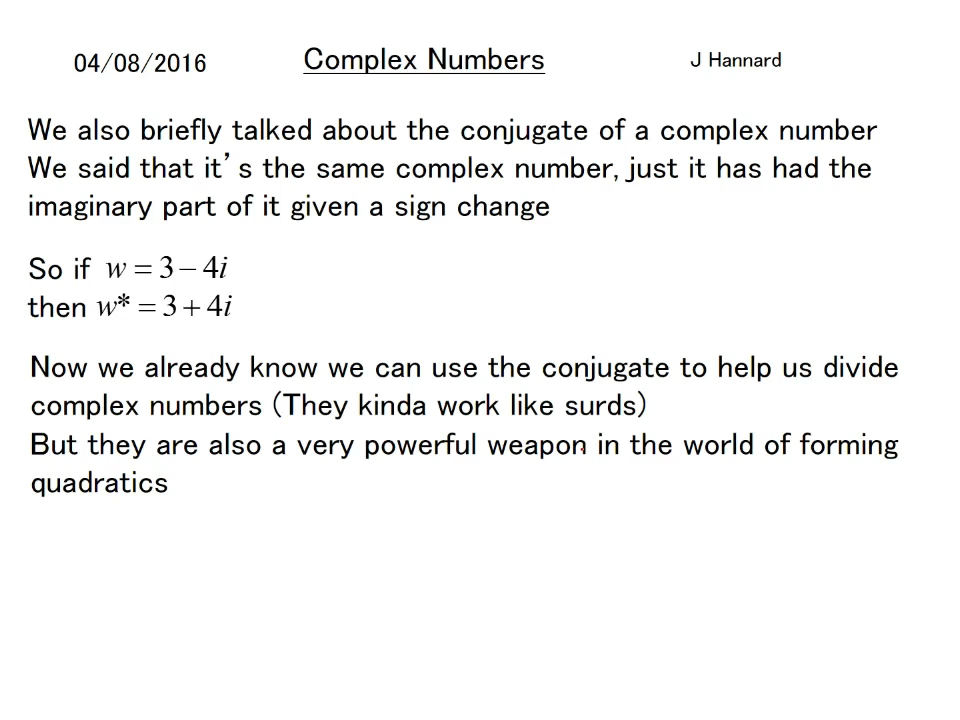 04/08/2016 Complex Numbers J Hannard
We also briefly talked about the conjugate of a complex number
We said that it's the same complex number, just it has had the
imaginary part of it given a sign change
So if w = 3 − 4i
then w* = 3 + 4i
Now we already know we can use the conjugate to help us divide
complex numbers (They kinda work like surds)
But they are also a very powerful weapon in the world of forming
quadratics